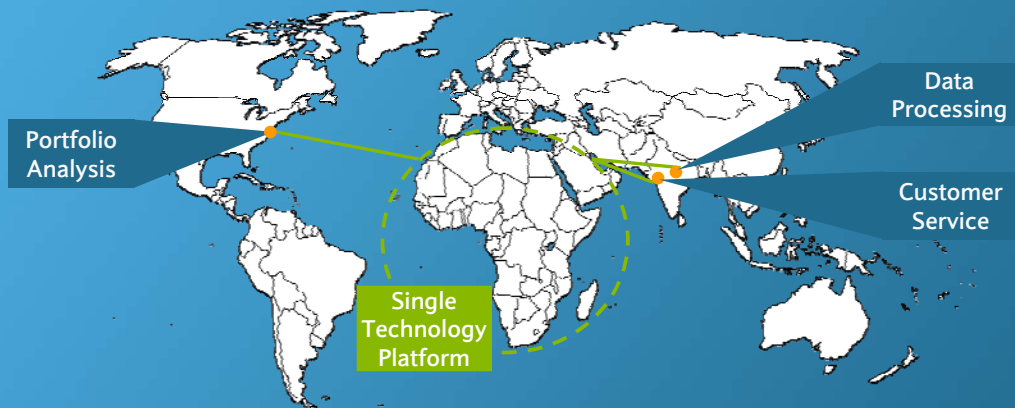 Portfolio
Analysis
Data
Processing
Customer
Service
Single
Technology
Platform